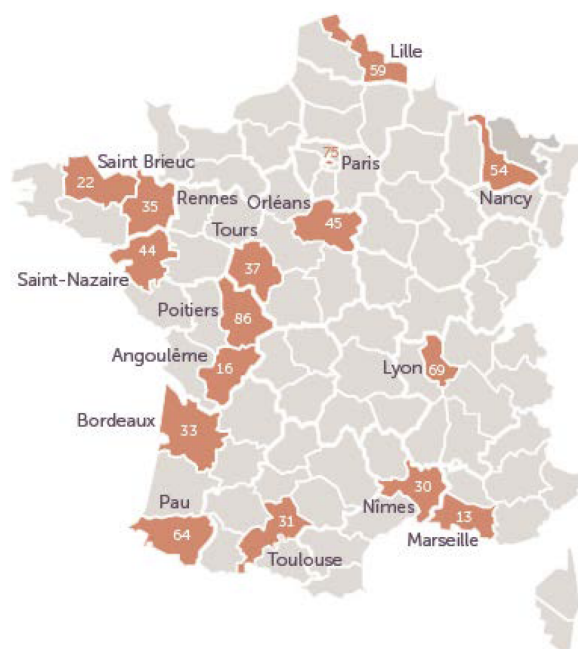 Lille
59
75
Paris
Saint Brieuc
22
54
Nancy
Rennes
35
Orléans
45
Tours
44
37
Saint-Nazaire
Poitiers
86
Angoulême
16
Lyon
69
Bordeaux
33
30
Nîmes
Pau
64
31
Toulouse
13
Marseille